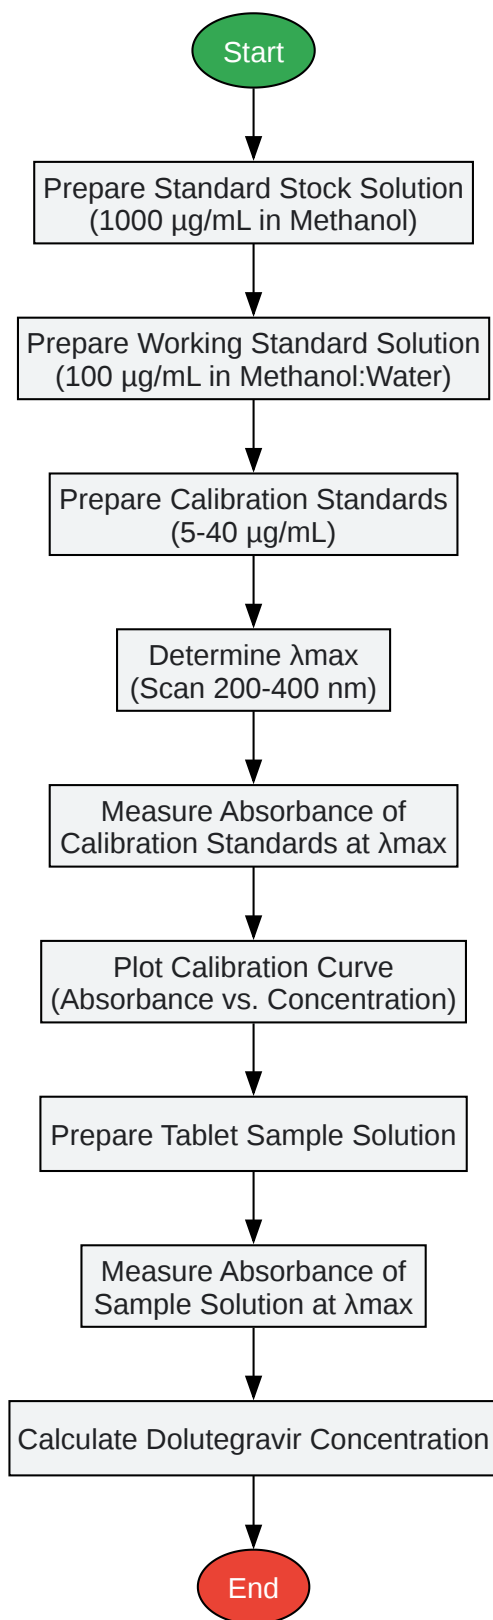 Start
Prepare Standard Stock Solution
(1000 µg/mL in Methanol)
Prepare Working Standard Solution
(100 µg/mL in Methanol:Water)
Prepare Calibration Standards
(5-40 µg/mL)
Determine λmax
(Scan 200-400 nm)
Measure Absorbance of
Calibration Standards at λmax
Plot Calibration Curve
(Absorbance vs. Concentration)
Prepare Tablet Sample Solution
Measure Absorbance of
Sample Solution at λmax
Calculate Dolutegravir Concentration
End